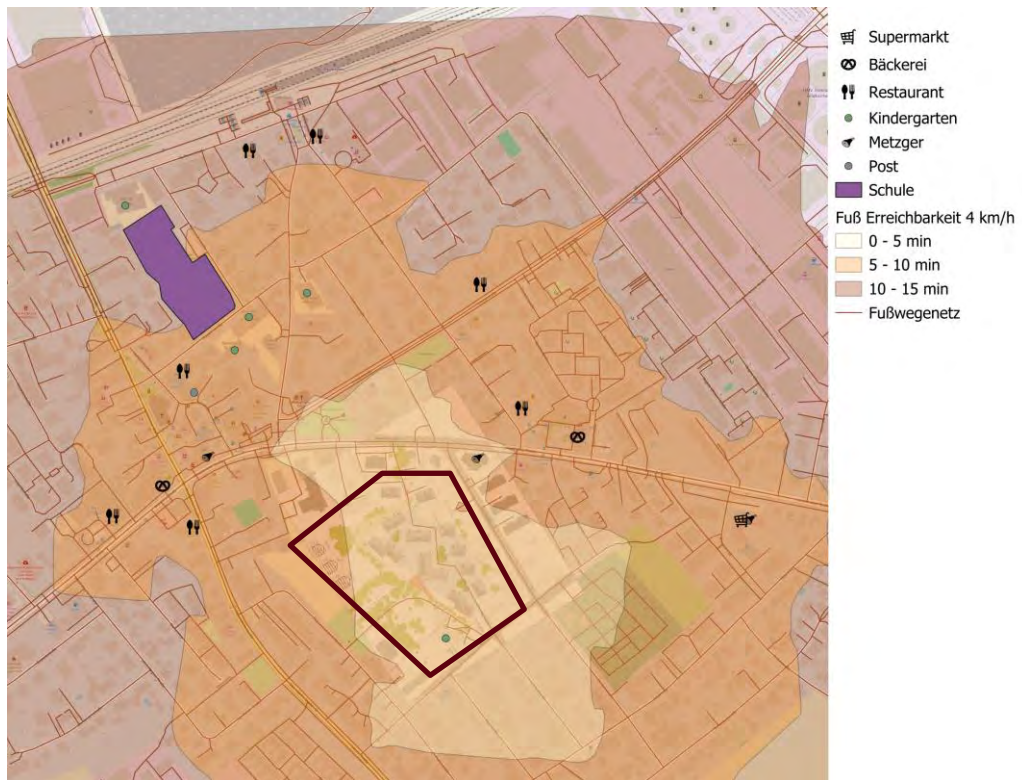 Supermarkt
Bäckerei
Restaurant
Kindergarten
Metzger
Post
Schule
Fuß Erreichbarkeit 4 km/h
0 - 5 min
5 - 10 min
10 - 15 min
Fußwegenetz